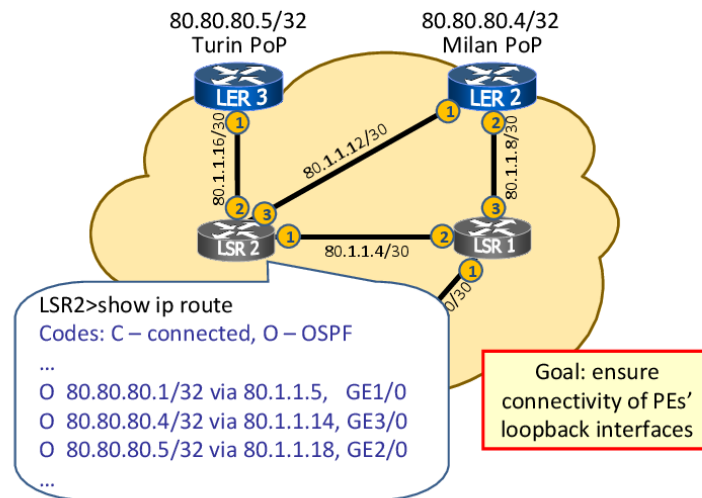 80.80.80.5/32
Turin PoP
80.80.80.4/32
Milan PoP
LER 3
LER 2
1
1
2
80.1.1.16/30
80.1.1.12/30
80.1.1.8/30
2
3
3
LSR 2
1
2
LSR 1
80.1.1.4/30
1
0/30
LSR2>show ip route
Codes: C – connected, O – OSPF
...
O 80.80.80.1/32 via 80.1.1.5, GE1/0
O 80.80.80.4/32 via 80.1.1.14, GE3/0
O 80.80.80.5/32 via 80.1.1.18, GE2/0
...
Goal: ensure
connectivity of PEs'
loopback interfaces